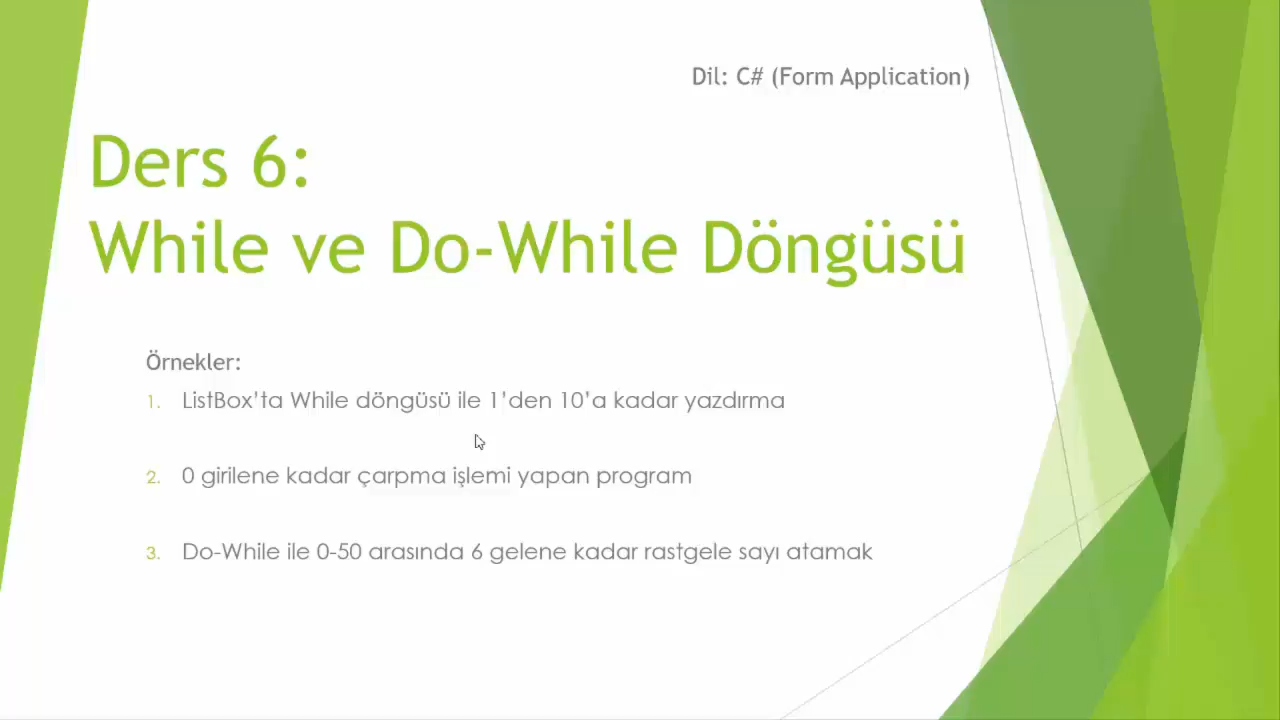 Dil: C# (Form Application)
Ders 6:
While ve Do-While Döngüsü
Örnekler:
1. ListBox’ta While döngüsü ile 1’den 10’a kadar yazdırma
2. 0 girilene kadar çarpma işlemi yapan program
3. Do-While ile 0-50 arasında 6 gelene kadar rastgele sayı atamak